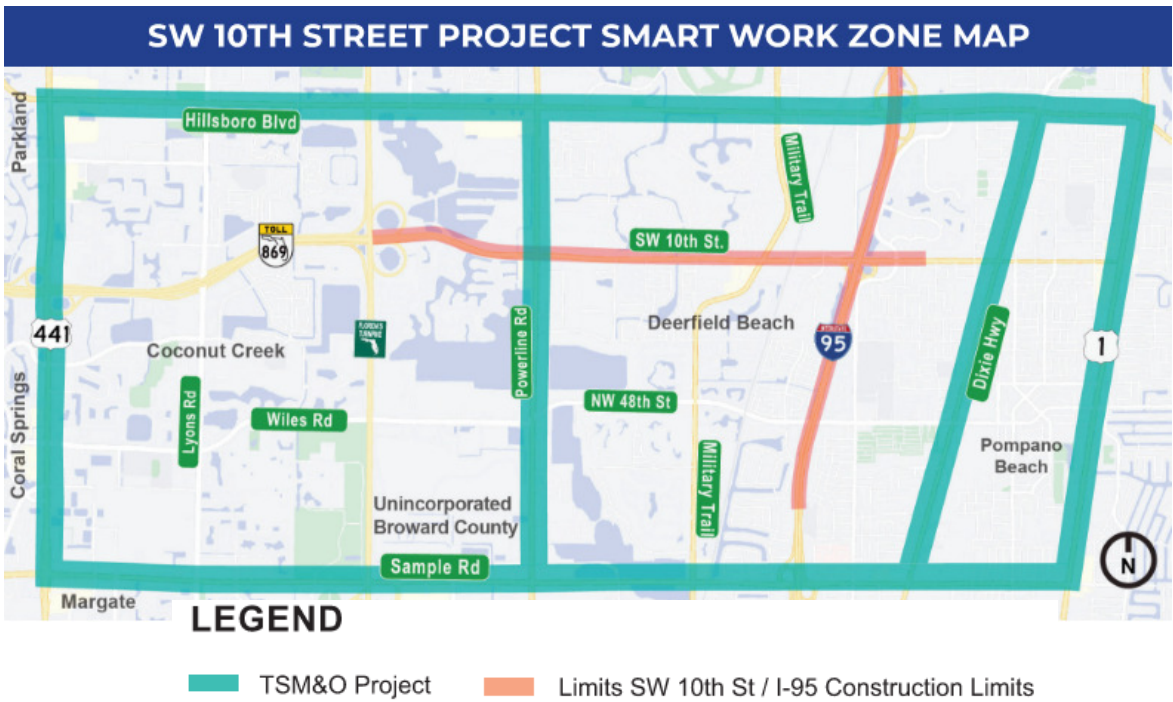 SW 10TH STREET PROJECT SMART WORK ZONE MAP
Parkland
Hillsboro Blvd
Military Trail
TOLL
869
SW 10th St.
441
FLORIDA'S
TURNPIKE
Powerline Rd
Deerfield Beach
INTERSTATE
95
Dixie Hwy
1
Coconut Creek
Coral Springs
Lyons Rd
Wiles Rd
NW 48th St
Military Trail
Pompano
Beach
Unincorporated
Broward County
Sample Rd
N
Margate
LEGEND
TSM&O Project
Limits SW 10th St / I-95 Construction Limits